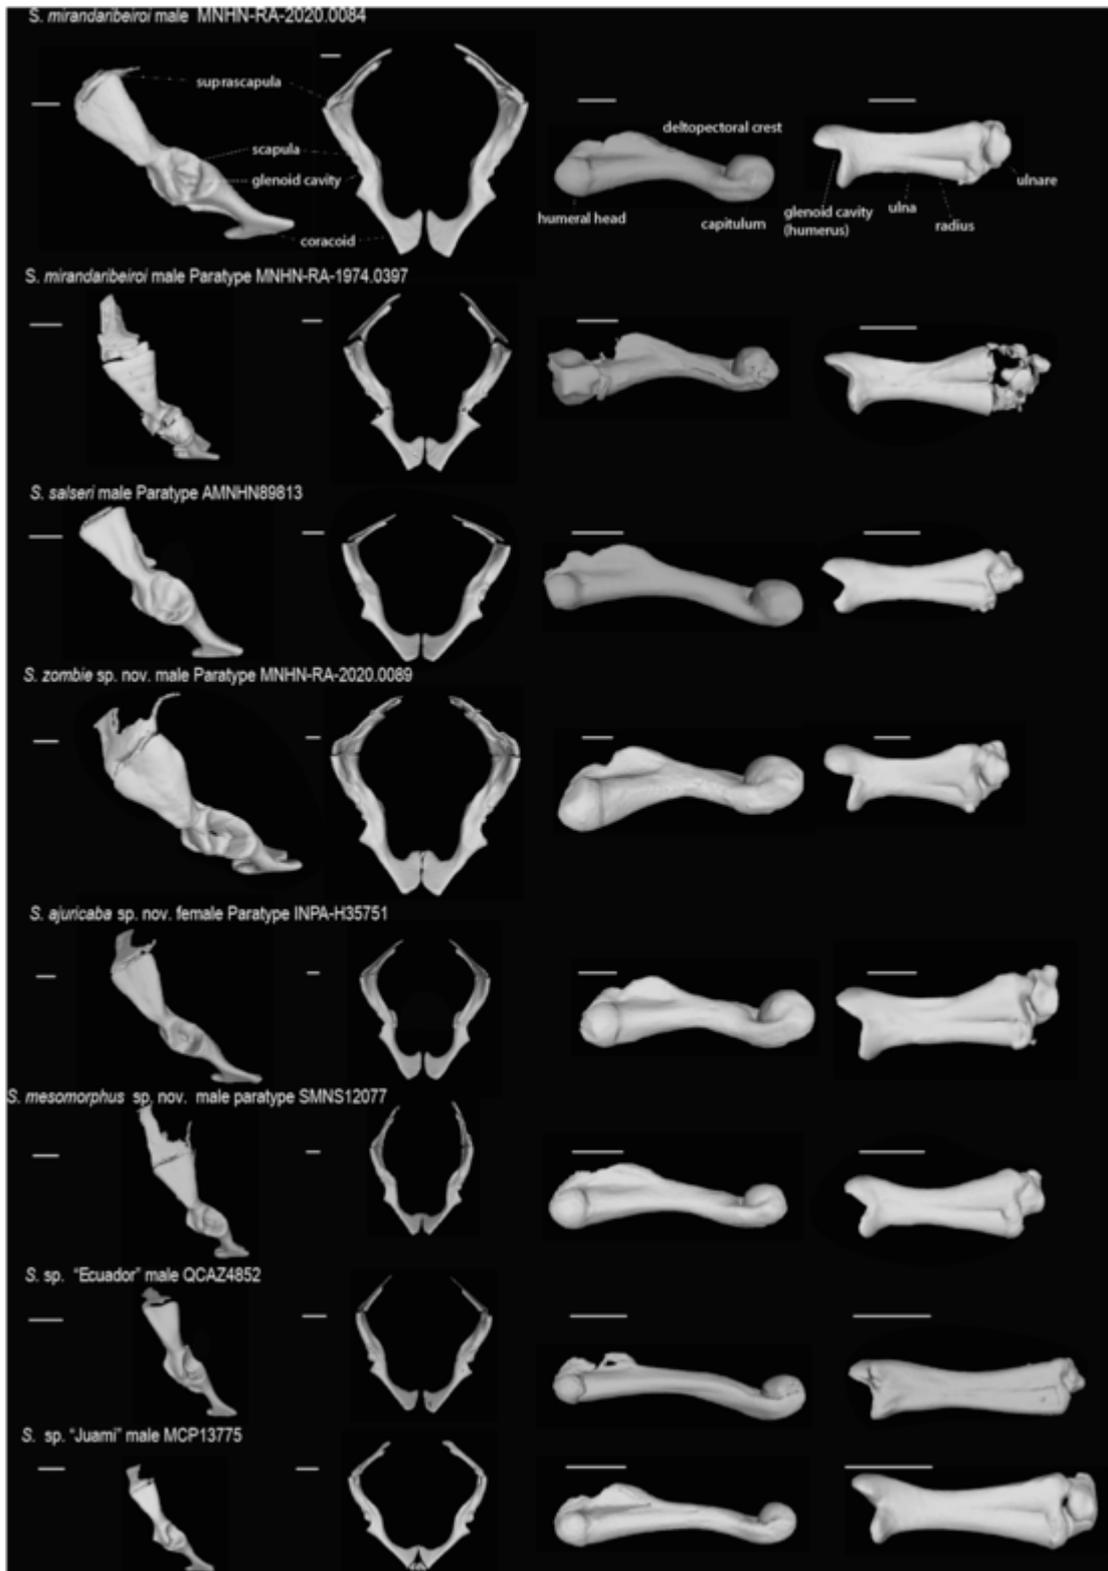 S. mirandaribeiroi male MNHN-RA-2020.0084
suprascapula
scapula
glenoid cavity
coracoid
deltopectoral crest
humeral head
capitulum
glenoid cavity
(humerus)
ulna
radius
ulnare
S. mirandaribeiroi male Paratype MNHN-RA-1974.0397
S. salseri male Paratype AMNHN89813
S. zombie sp. nov. male Paratype MNHN-RA-2020.0089
S. ajuricaba sp. nov. female Paratype INPA-H35751
S. mesomorphus sp. nov. male paratype SMNS12077
S. sp. “Ecuador” male QCAZ4852
S. sp. “Juami” male MCP13775